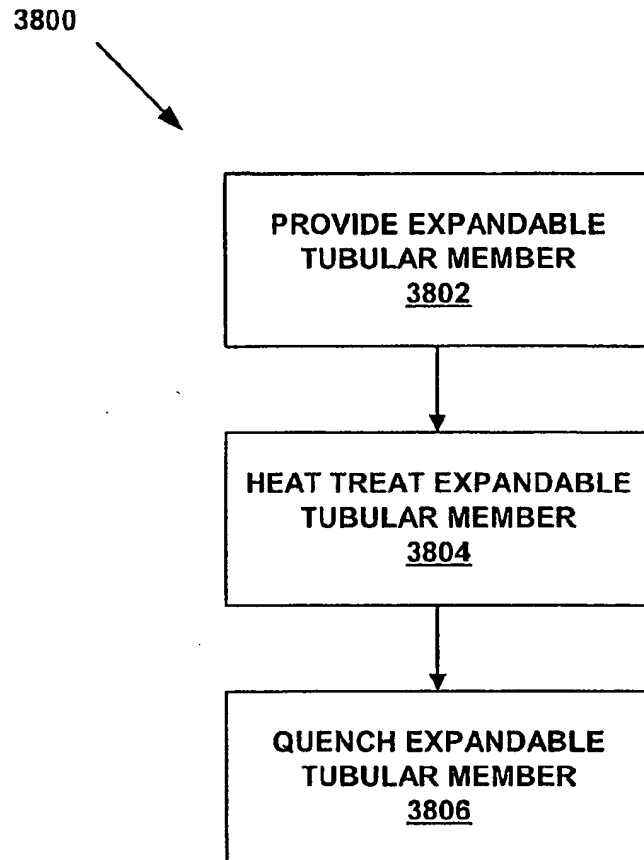 3800
PROVIDE EXPANDABLE
TUBULAR MEMBER
3802
HEAT TREAT EXPANDABLE
TUBULAR MEMBER
3804
QUENCH EXPANDABLE
TUBULAR MEMBER
3806